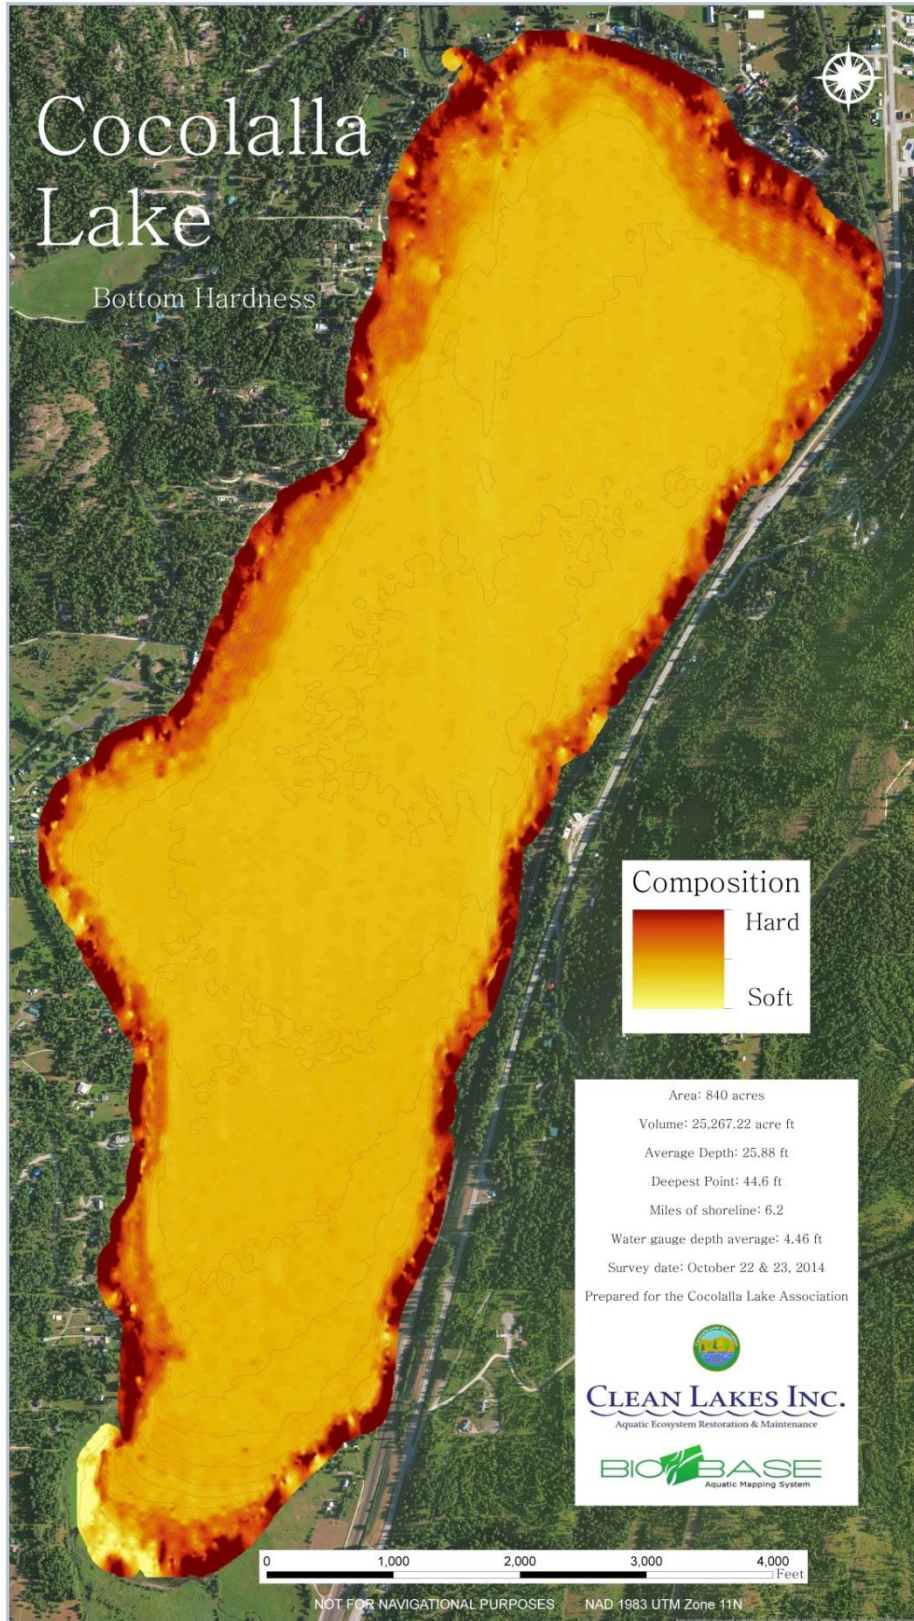 Cocolalla
Lake
Bottom Hardness
Composition
Hard
Soft
Area: 840 acres
Volume: 25,267.22 acre ft
Average Depth: 25.88 ft
Deepest Point: 44.6 ft
Miles of shoreline: 6.2
Water gauge depth average: 4.46 ft
Survey date: October 22 & 23, 2014
Prepared for the Cocolalla Lake Association
CLEAN LAKES INC.
Aquatic Ecosystem Restoration & Maintenance
BIOBASE
Aquatic Mapping System
0 1,000 2,000 3,000 4,000
Feet
NOT FOR NAVIGATIONAL PURPOSES NAD 1983 UTM Zone 11N